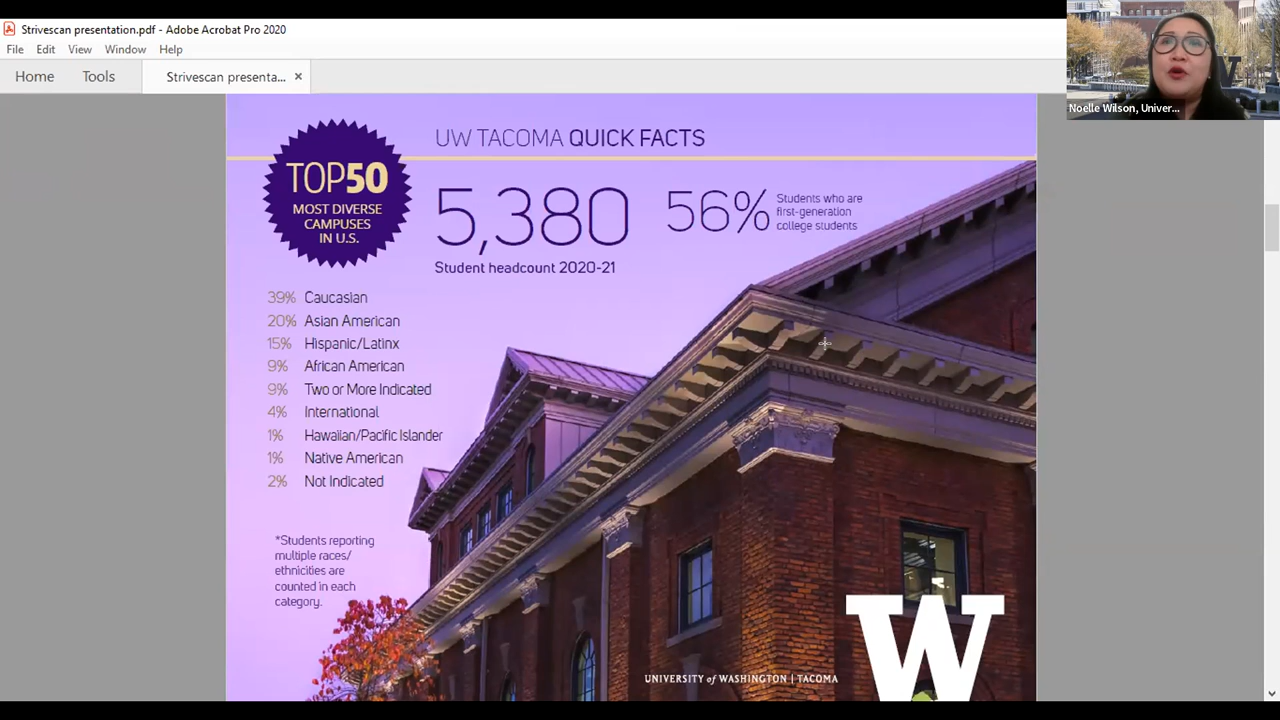 Strivescan presentation.pdf - Adobe Acrobat Pro 2020
File Edit View Window Help
Home Tools Strivescan presenta... ×
Noelle Wilson, Univer...
UW TACOMA QUICK FACTS
TOP50
MOST DIVERSE
CAMPUSES
IN U.S.
5,380
Student headcount 2020-21
56%
Students who are
first-generation
college students
39% Caucasian
20% Asian American
15% Hispanic/Latinx
9% African American
9% Two or More Indicated
4% International
1% Hawaiian/Pacific Islander
1% Native American
2% Not Indicated
*Students reporting
multiple races/
ethnicities are
counted in each
category.
W
UNIVERSITY of WASHINGTON | TACOMA